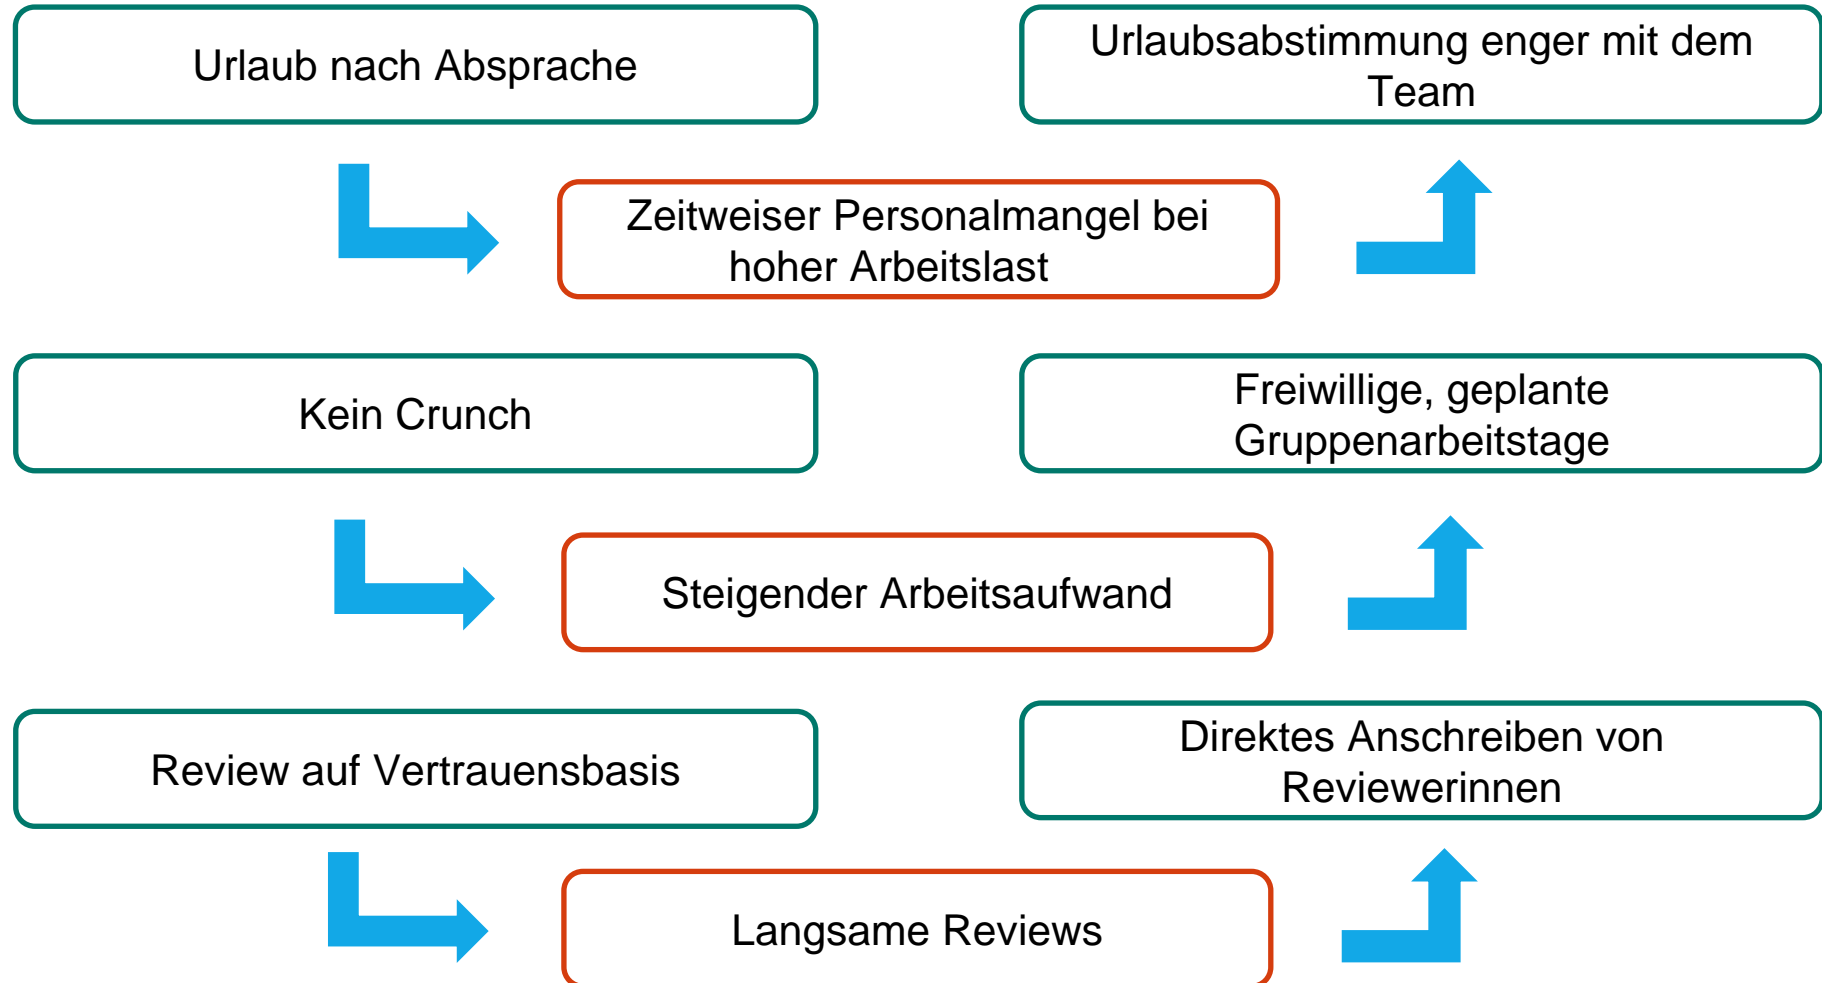 Urlaub nach Absprache
Urlaubsabstimmung enger mit dem
Team
Zeitweiser Personalmangel bei
hoher Arbeitslast
Kein Crunch
Freiwillige, geplante
Gruppenarbeitstage
Steigender Arbeitsaufwand
Review auf Vertrauensbasis
Direktes Anschreiben von
Reviewerinnen
Langsame Reviews